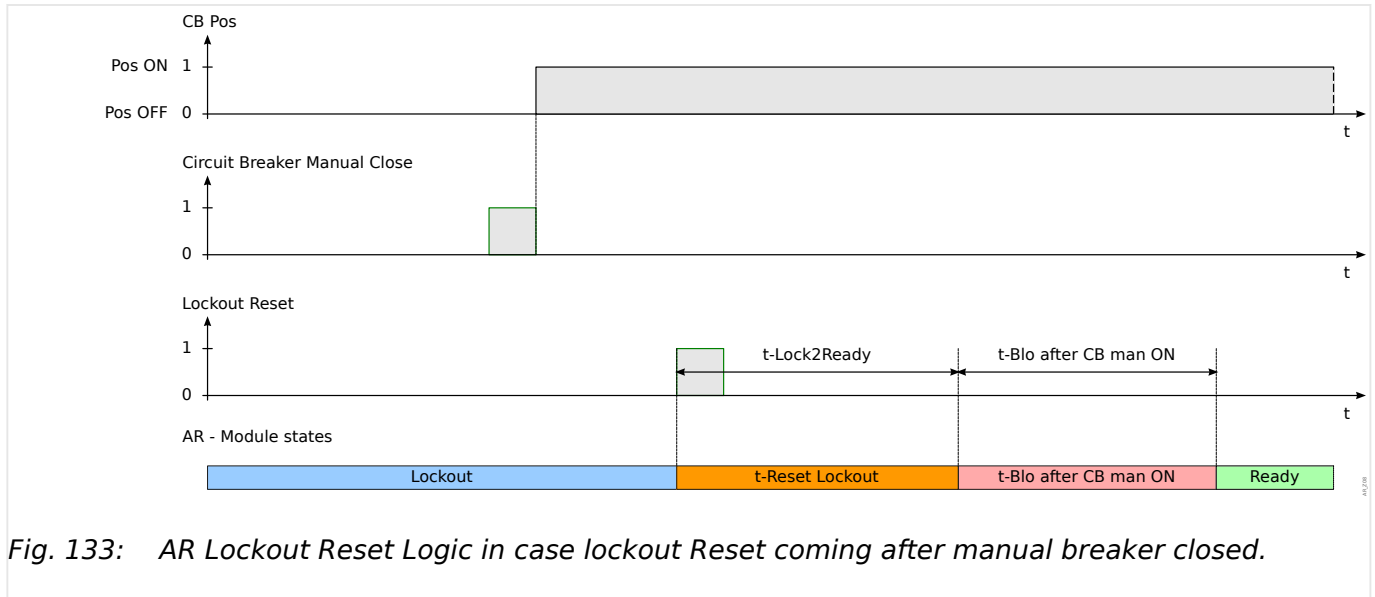 CB Pos
Pos ON 1
Pos OFF 0
t
Circuit Breaker Manual Close
1
0
t
Lockout Reset
1 t-Lock2Ready t-Blo after CB man ON
0
t
AR - Module states
Lockout t-Reset Lockout t-Blo after CB man ON Ready
AR_Z08
Fig. 133: AR Lockout Reset Logic in case lockout Reset coming after manual breaker closed.